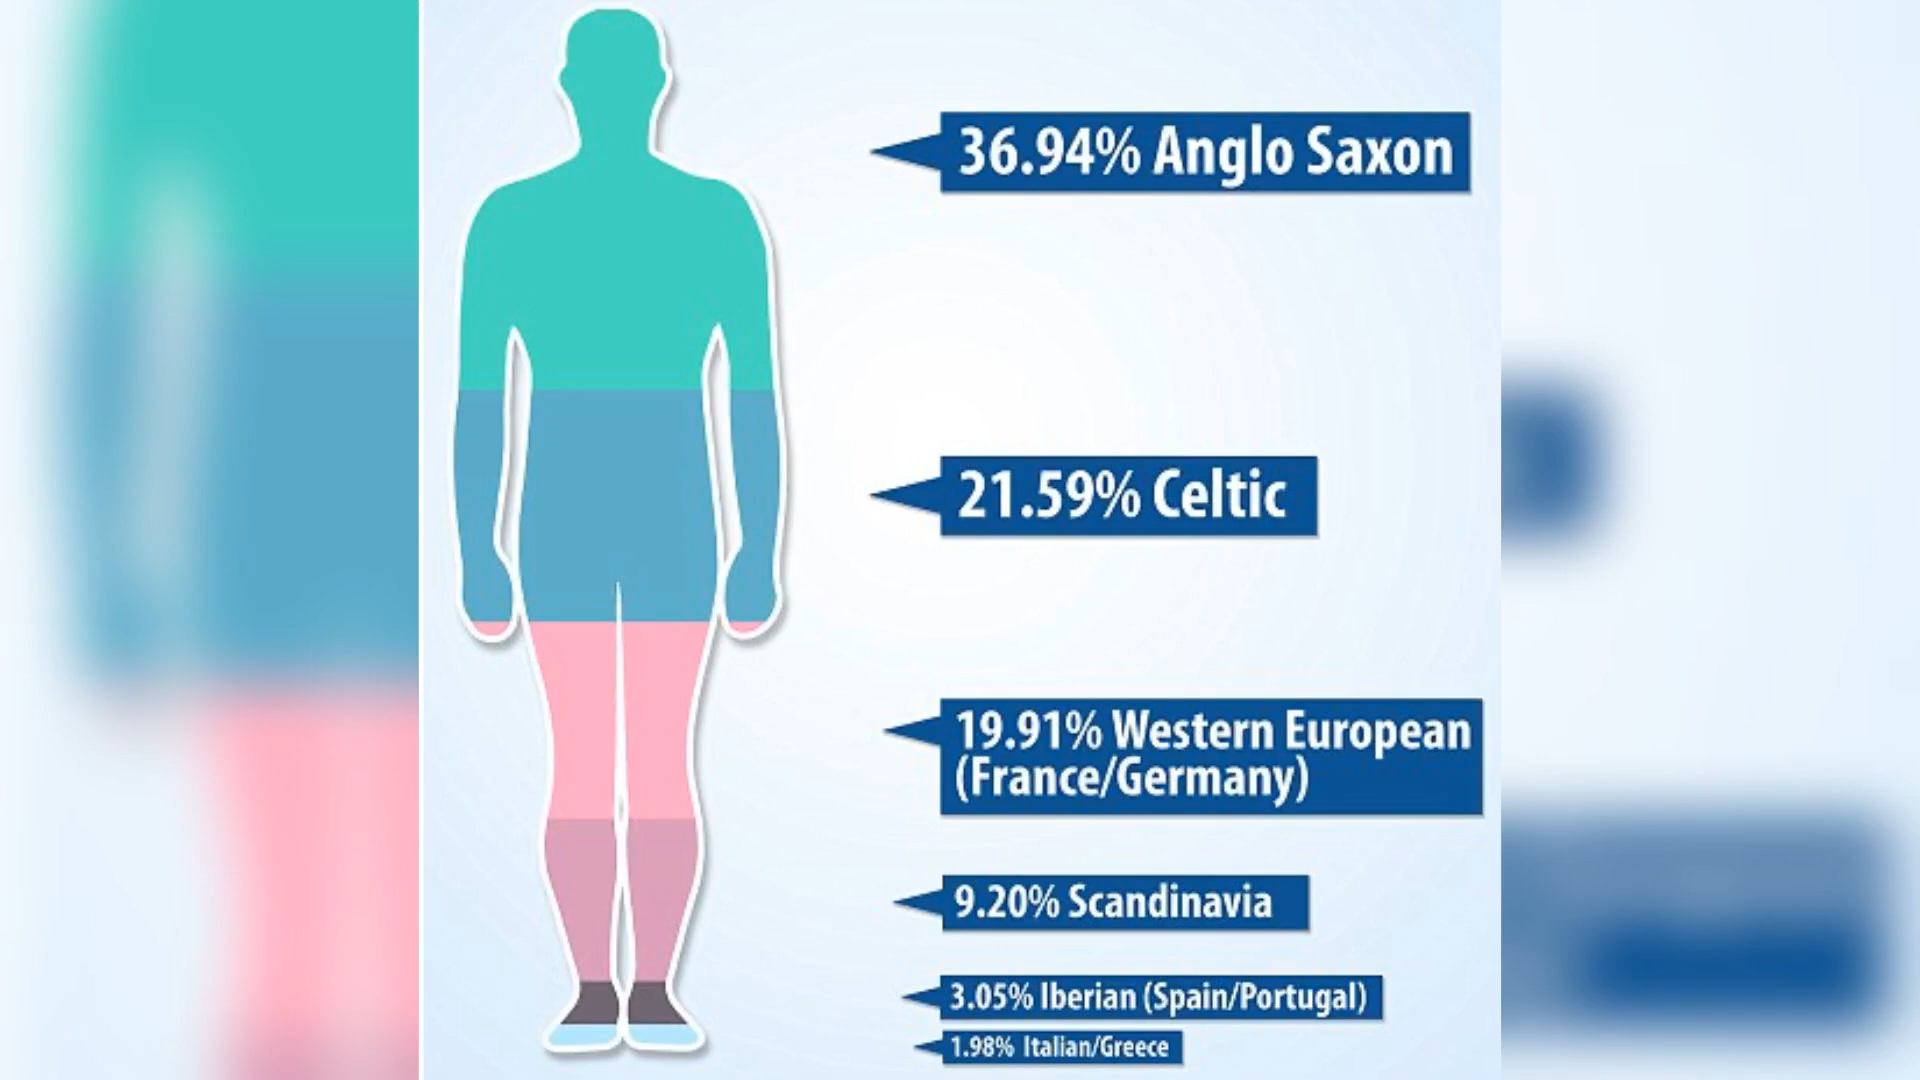 36.94% Anglo Saxon
21.59% Celtic
19.91% Western European
(France/Germany)
9.20% Scandinavia
3.05% Iberian (Spain/Portugal)
1.98% Italian/Greece